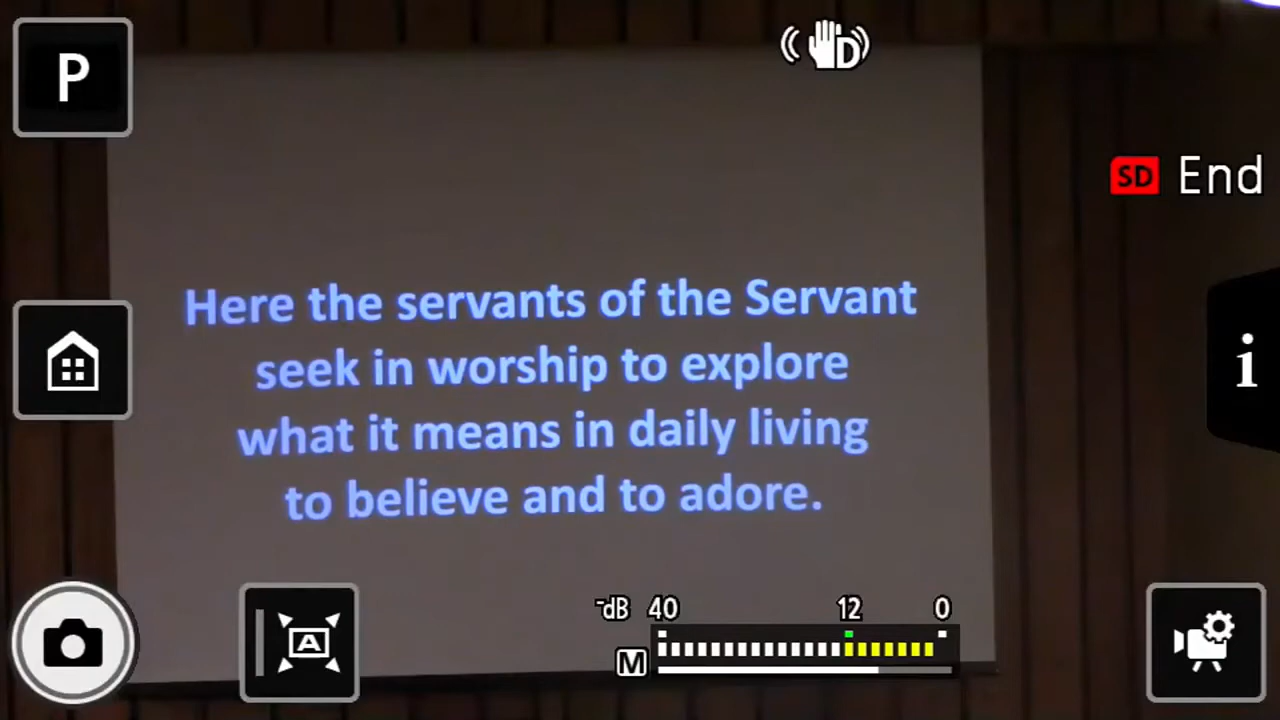 P
D
SD End
Here the servants of the Servant
seek in worship to explore
what it means in daily living
to believe and to adore.
i
A
-dB 40 12 0
M